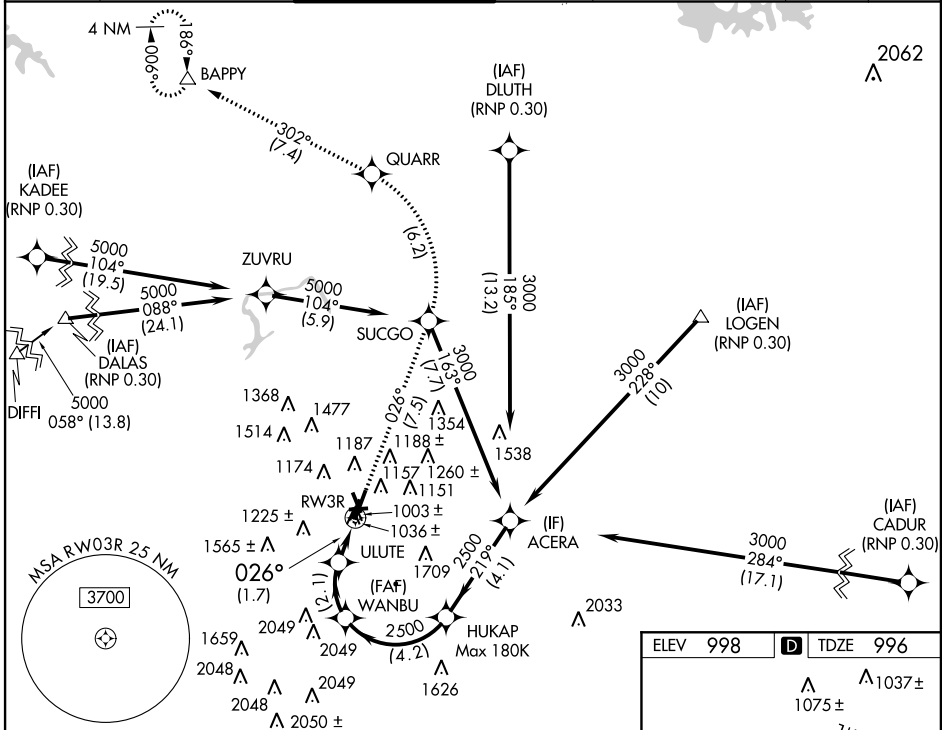 4 NM
186°
006°
BAPPY
2062
(IAF)
DLUTH
(RNP 0.30)
302°
(7.4)
QUARR
(IAF)
KADEE
(RNP 0.30)
(6.2)
5000
104°
(19.5)
ZUVRU
5000
104°
(5.9)
3000
185°
(13.2)
5000
088°
(24.1)
SUCGO
(IAF)
LOGEN
(RNP 0.30)
(IAF)
DALAS
(RNP 0.30)
3000
163°
(7.7)
3000
228°
(10)
DIFFI
5000
058° (13.8)
026°
(7.5)
1368
1477
1354
1514
1187
1188 ±
1538
1174
1157
1260 ±
1151
RW3R
1003 ±
1225 ±
1036 ±
(IF)
ACERA
(IAF)
CADUR
(RNP 0.30)
1565 ±
ULUTE
MSA RW03R 25 NM
026°
(1.7)
1709
2500
219°
(4.1)
3000
284°
(17.1)
3700
(2.1)
(FAF)
WANBU
2033
2049
2500
(4.2)
HUKAP
Max 180K
1659
2049
ELEV 998
D
TDZE 996
2048
1626
1037 ±
2048
2049
1075 ±
2050 ±